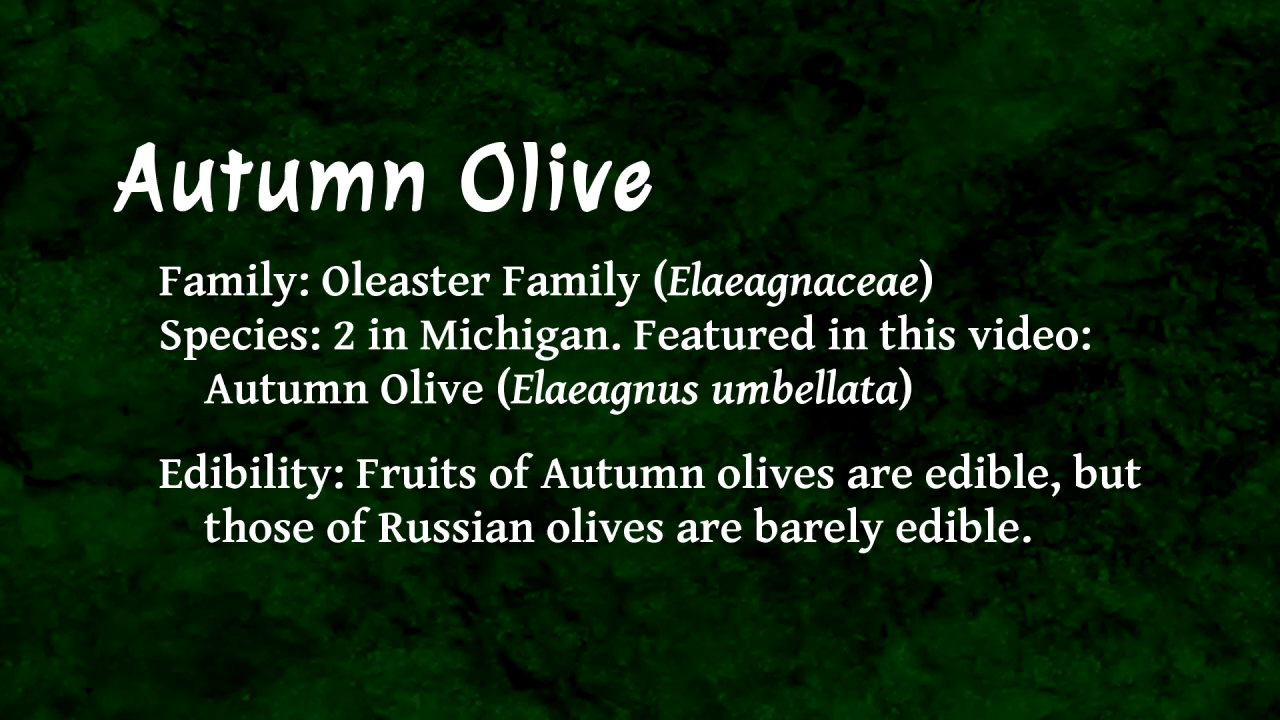 Autumn Olive
Family: Oleaster Family (Elaeagnaceae)
Species: 2 in Michigan. Featured in this video:
Autumn Olive (Elaeagnus umbellata)
Edibility: Fruits of Autumn olives are edible, but
those of Russian olives are barely edible.